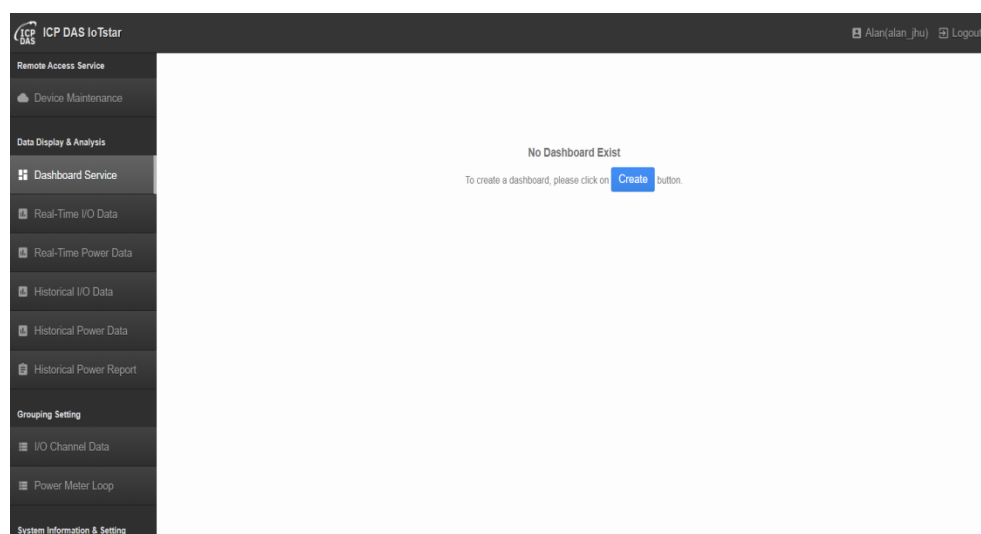 ICP DAS
ICP DAS IoTstar
Alan(alan_jhu) Logout
Remote Access Service
Device Maintenance
Data Display & Analysis
Dashboard Service
Real-Time I/O Data
Real-Time Power Data
Historical I/O Data
Historical Power Data
Historical Power Report
Grouping Setting
I/O Channel Data
Power Meter Loop
System Information & Setting
No Dashboard Exist
To create a dashboard, please click on Create button.